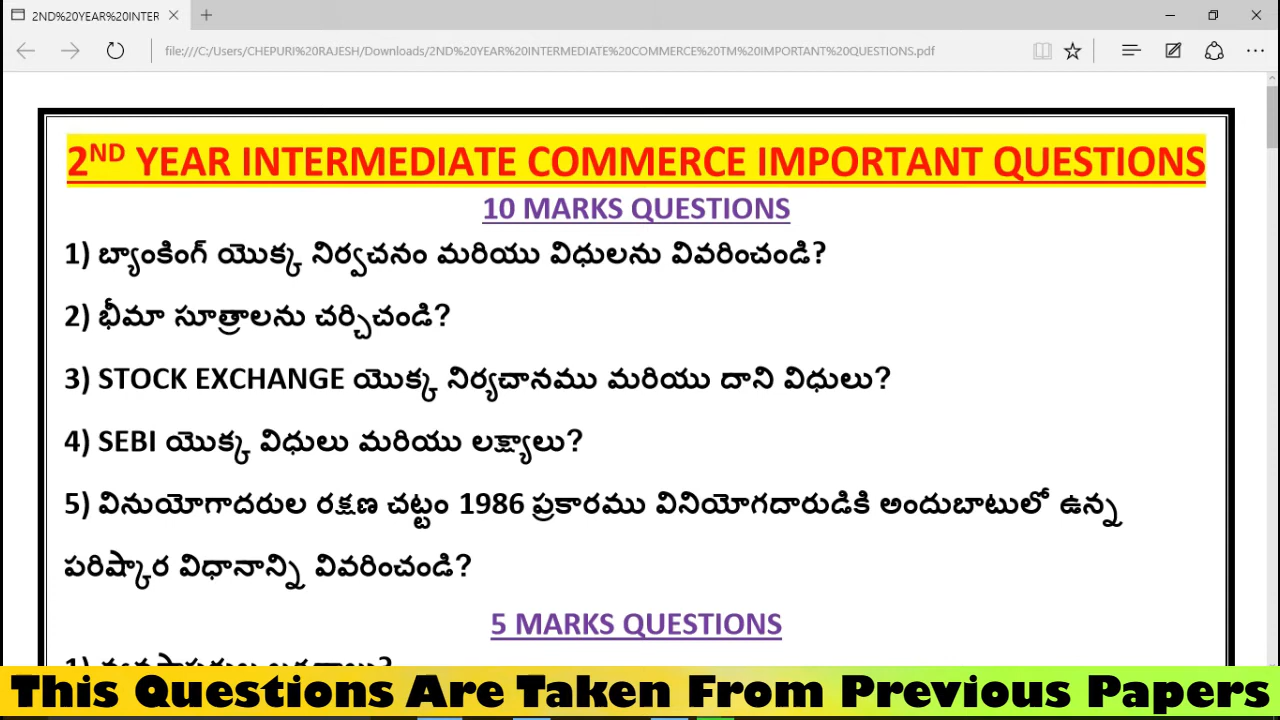 2ND%20YEAR%20INTER
file:///C:/Users/CHEPURI%20RAJESH/Downloads/2ND%20YEAR%20INTERMEDIATE%20COMMERCE%20TM%20IMPORTANT%20QUESTIONS.pdf
2ND YEAR INTERMEDIATE COMMERCE IMPORTANT QUESTIONS
10 MARKS QUESTIONS
1) బ్యాంకింగ్ యొక్క నిర్వచనం మరియు విధులను వివరించండి?
2) భీమా సూత్రాలను చర్చిచండి?
3) STOCK EXCHANGE యొక్క నిర్యచానము మరియు దాని విధులు?
4) SEBI యొక్క విధులు మరియు లక్ష్యాలు?
5) వినుయోగాదరుల రక్షణ చట్టం 1986 ప్రకారము వినియోగదారుడికి అందుబాటులో ఉన్న
పరిష్కార విధానాన్ని వివరించండి?
5 MARKS QUESTIONS
1)
This Questions Are Taken From Previous Papers